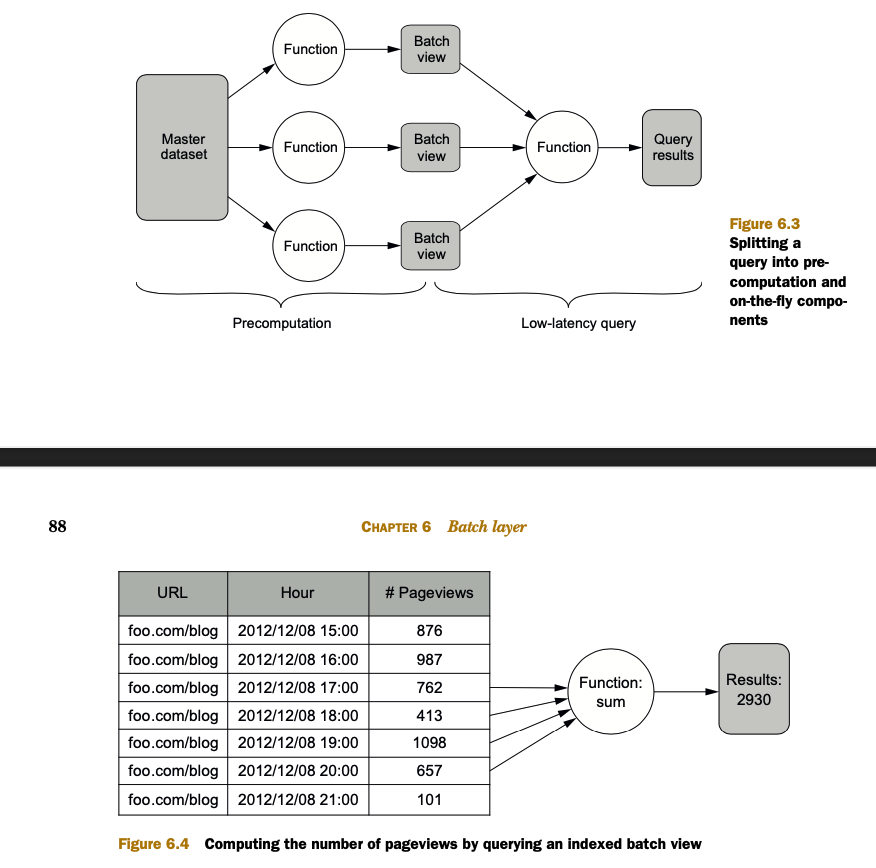 Function
Batch
view
Master
dataset
Function
Batch
view
Function
Query
results
Function
Batch
view
Precomputation
Low-latency query
Figure 6.3
Splitting a
query into pre-
computation and
on-the-fly compo-
nents
88
CHAPTER 6 Batch layer
URL Hour # Pageviews
foo.com/blog 2012/12/08 15:00 876
foo.com/blog 2012/12/08 16:00 987
foo.com/blog 2012/12/08 17:00 762
foo.com/blog 2012/12/08 18:00 413
foo.com/blog 2012/12/08 19:00 1098
foo.com/blog 2012/12/08 20:00 657
foo.com/blog 2012/12/08 21:00 101
Function:
sum
Results:
2930
Figure 6.4 Computing the number of pageviews by querying an indexed batch view